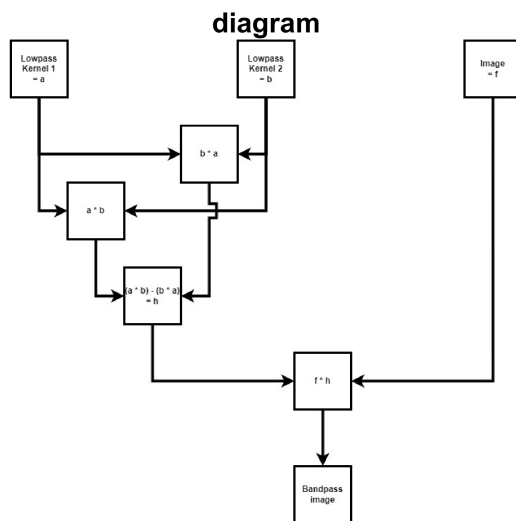 diagram
Lowpass
Kernel 1
= a
Lowpass
Kernel 2
= b
Image
= f
b * a
a * b
(a * b) - (b * a)
= h
f * h
Bandpass
image